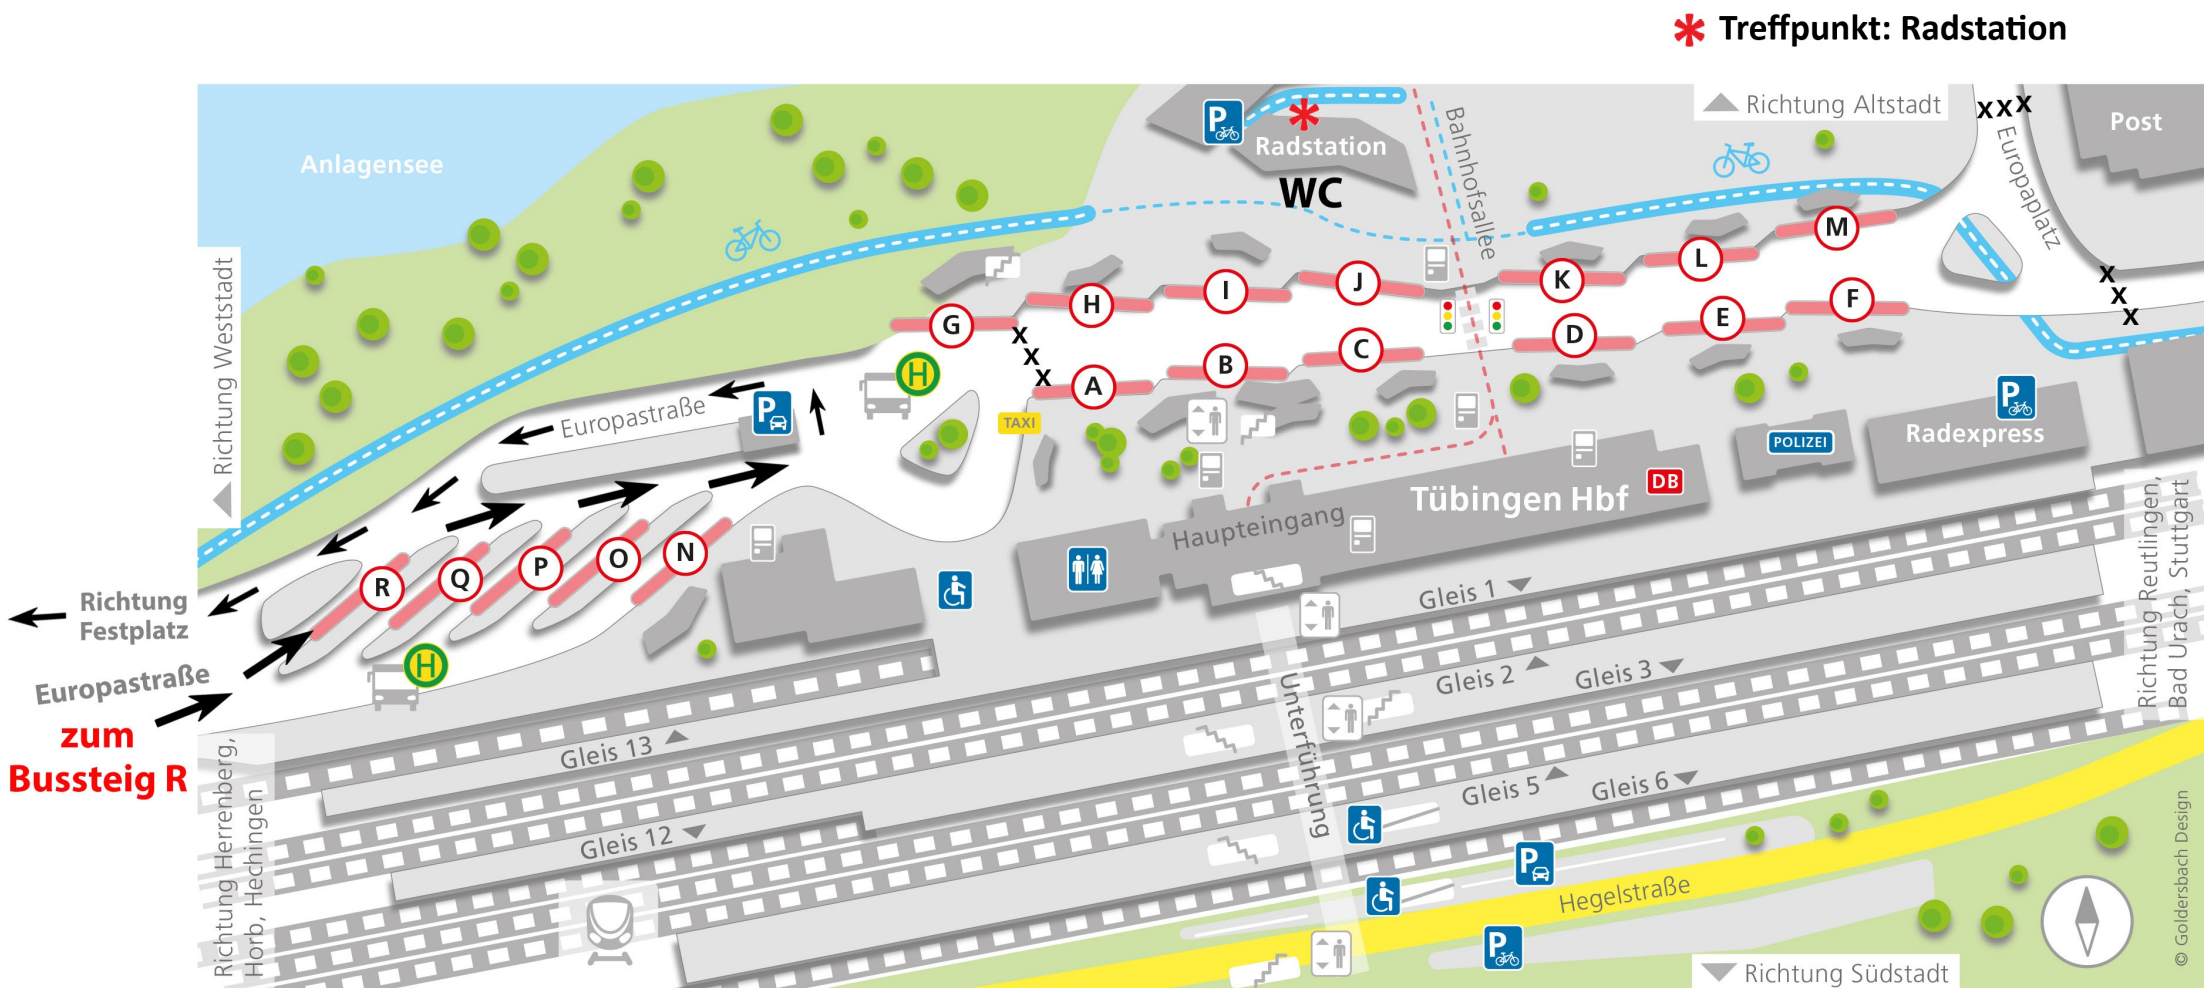 * Treffpunkt: Radstation
Richtung Altstadt
x x x
Post
Anlagensee
P
Radstation
WC
Bahnhofsallee
Europaplatz
Richtung Weststadt
G
H
I
J
K
L
M
A
B
C
D
E
F
x
x
x
x
x
x
H
TAXI
P
Europastraße
P
POLIZEI
Radexpress
DB
Tübingen Hbf
Haupteingang
R
Q
P
O
N
Richtung
Festplatz
Europastraße
zum
Bussteig R
H
Gleis 1
Gleis 2
Gleis 3
Gleis 5
Gleis 6
Gleis 13
Gleis 12
Unterführung
Richtung Herrenberg,
Horb, Hechingen
Richtung Reutlingen,
Bad Urach, Stuttgart
P
P
Hegelstraße
Richtung Südstadt
© Goldersbach Design